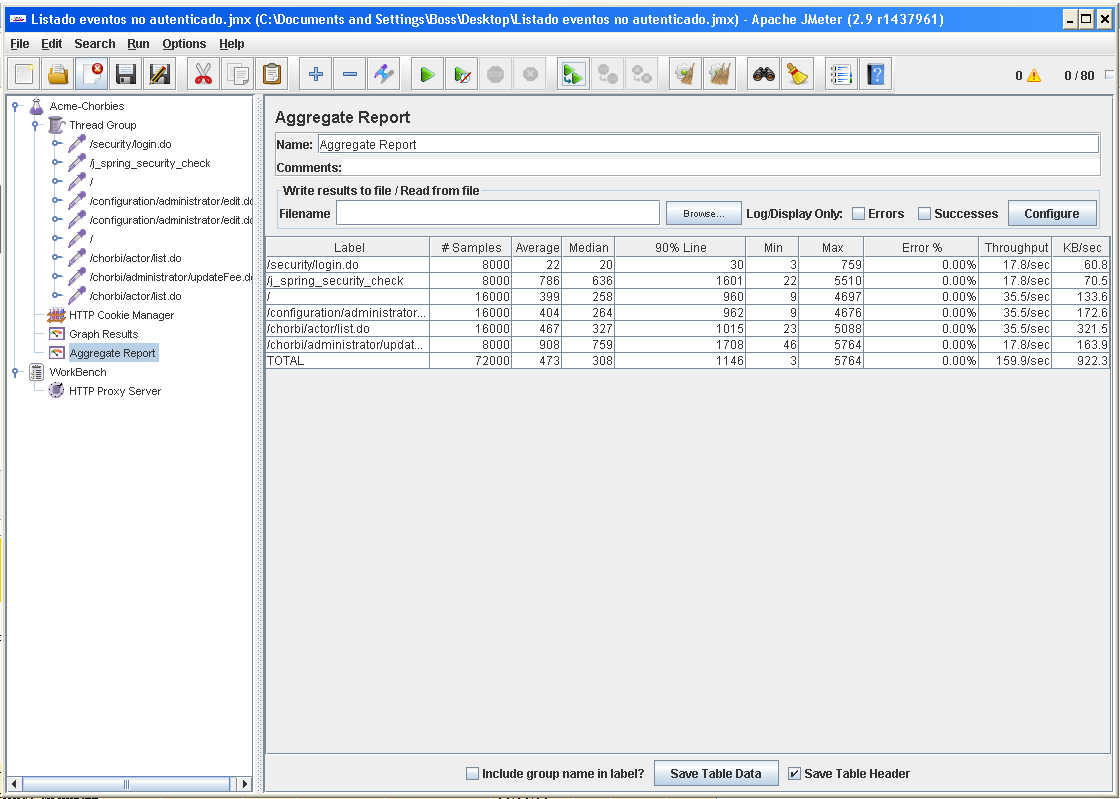 Listado eventos no autenticado.jmx (C:\Documents and Settings\Boss\Desktop\Listado eventos no autenticado.jmx) - Apache JMeter (2.9 r1437961)
File Edit Search Run Options Help
0 0 / 80
Acme-Chorbies
Thread Group
/security/login.do
/j_spring_security_check
/
/configuration/administrator/edit.do
/configuration/administrator/edit.do
/
/chorbi/actor/list.do
/chorbi/administrator/updateFee.do
/chorbi/actor/list.do
HTTP Cookie Manager
Graph Results
Aggregate Report
WorkBench
HTTP Proxy Server
Aggregate Report
Name: Aggregate Report
Comments:
Write results to file / Read from file
Filename Browse... Log/Display Only: Errors Successes Configure
Label # Samples Average Median 90% Line Min Max Error % Throughput KB/sec
/security/login.do 8000 22 20 30 3 759 0.00% 17.8/sec 60.8
/j_spring_security_check 8000 786 636 1601 22 5510 0.00% 17.8/sec 70.5
/ 16000 399 258 960 9 4697 0.00% 35.5/sec 133.6
/configuration/administrator... 16000 404 264 962 9 4676 0.00% 35.5/sec 172.6
/chorbi/actor/list.do 16000 467 327 1015 23 5088 0.00% 35.5/sec 321.5
/chorbi/administrator/updat... 8000 908 759 1708 46 5764 0.00% 17.8/sec 163.9
TOTAL 72000 473 308 1146 3 5764 0.00% 159.9/sec 922.3
Include group name in label? Save Table Data Save Table Header